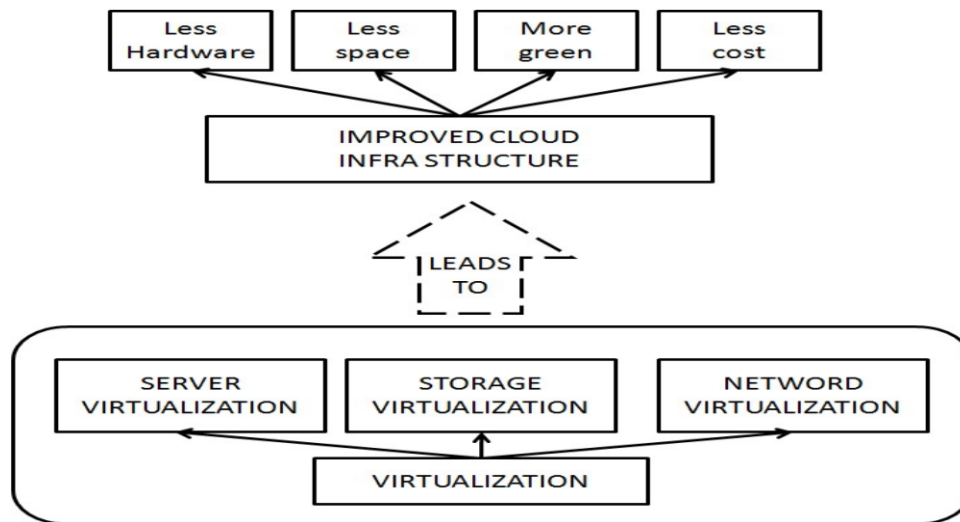 Less
Hardware
Less
space
More
green
Less
cost
IMPROVED CLOUD
INFRA STRUCTURE
LEADS
TO
SERVER
VIRTUALIZATION
STORAGE
VIRTUALIZATION
NETWORD
VIRTUALIZATION
VIRTUALIZATION